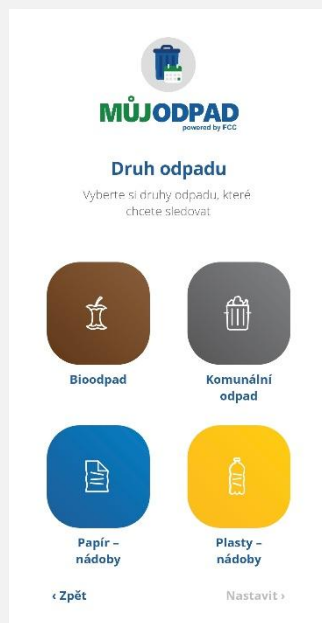 MŮJODPAD
powered by FCC
Druh odpadu
Vyberte si druhy odpadu, které
chcete sledovat
Bioodpad
Komunální
odpad
Papír –
nádoby
Plasty –
nádoby
‹ Zpět
Nastavit ›